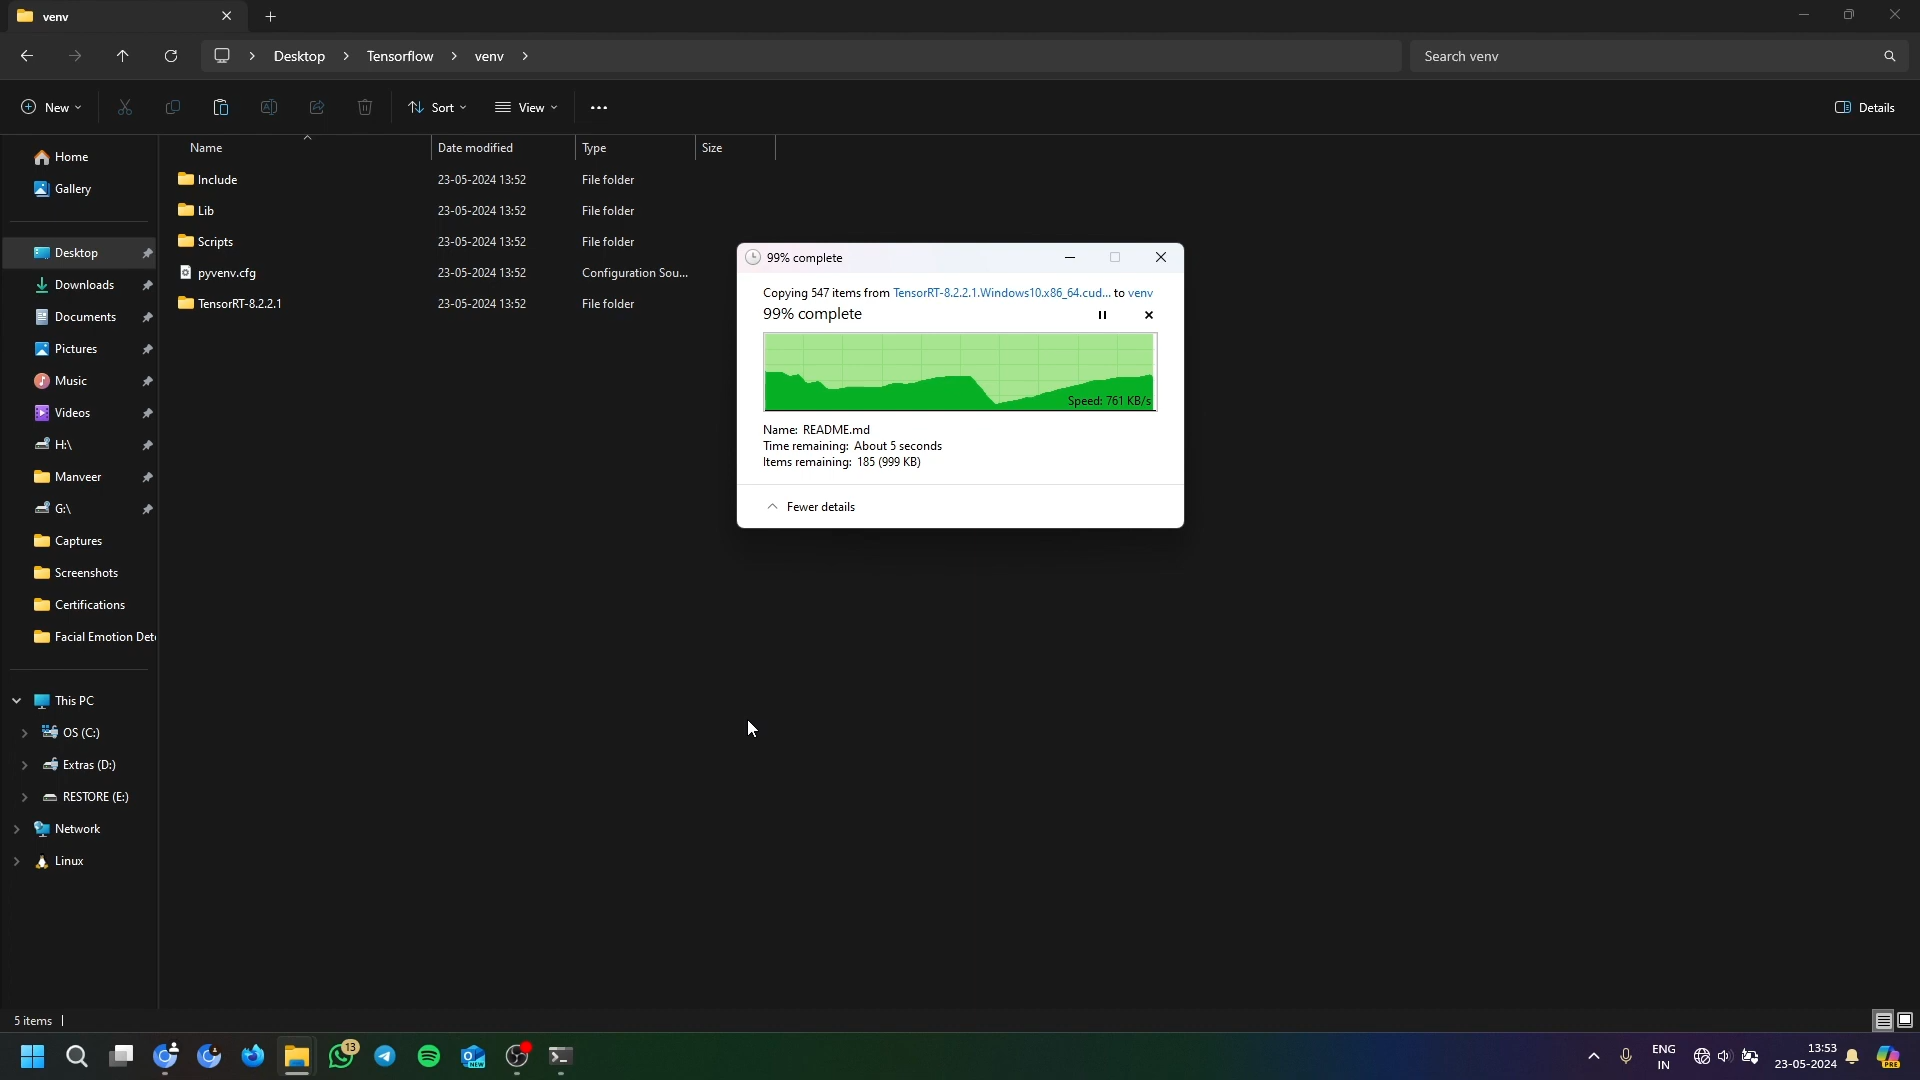 venv
Desktop
Tensorflow
venv
Search venv
New
Sort
View
Details
Name
Date modified
Type
Size
Home
Gallery
Desktop
Downloads
Documents
Pictures
Music
Videos
H:\
Manveer
G:\
Captures
Screenshots
Certifications
Facial Emotion Dete
This PC
OS (C:)
Extras (D:)
RESTORE (E:)
Network
Linux
Include 23-05-2024 13:52 File folder
Lib 23-05-2024 13:52 File folder
Scripts 23-05-2024 13:52 File folder
pyvenv.cfg 23-05-2024 13:52 Configuration Sou...
TensorRT-8.2.2.1 23-05-2024 13:52 File folder
99% complete
Copying 547 items from TensorRT-8.2.2.1.Windows10.x86_64.cud... to venv
99% complete
Speed: 761 KB/s
Name: README.md
Time remaining: About 5 seconds
Items remaining: 185 (999 KB)
Fewer details
5 items
13
NEW
ENG
IN
13:53
23-05-2024
PRE